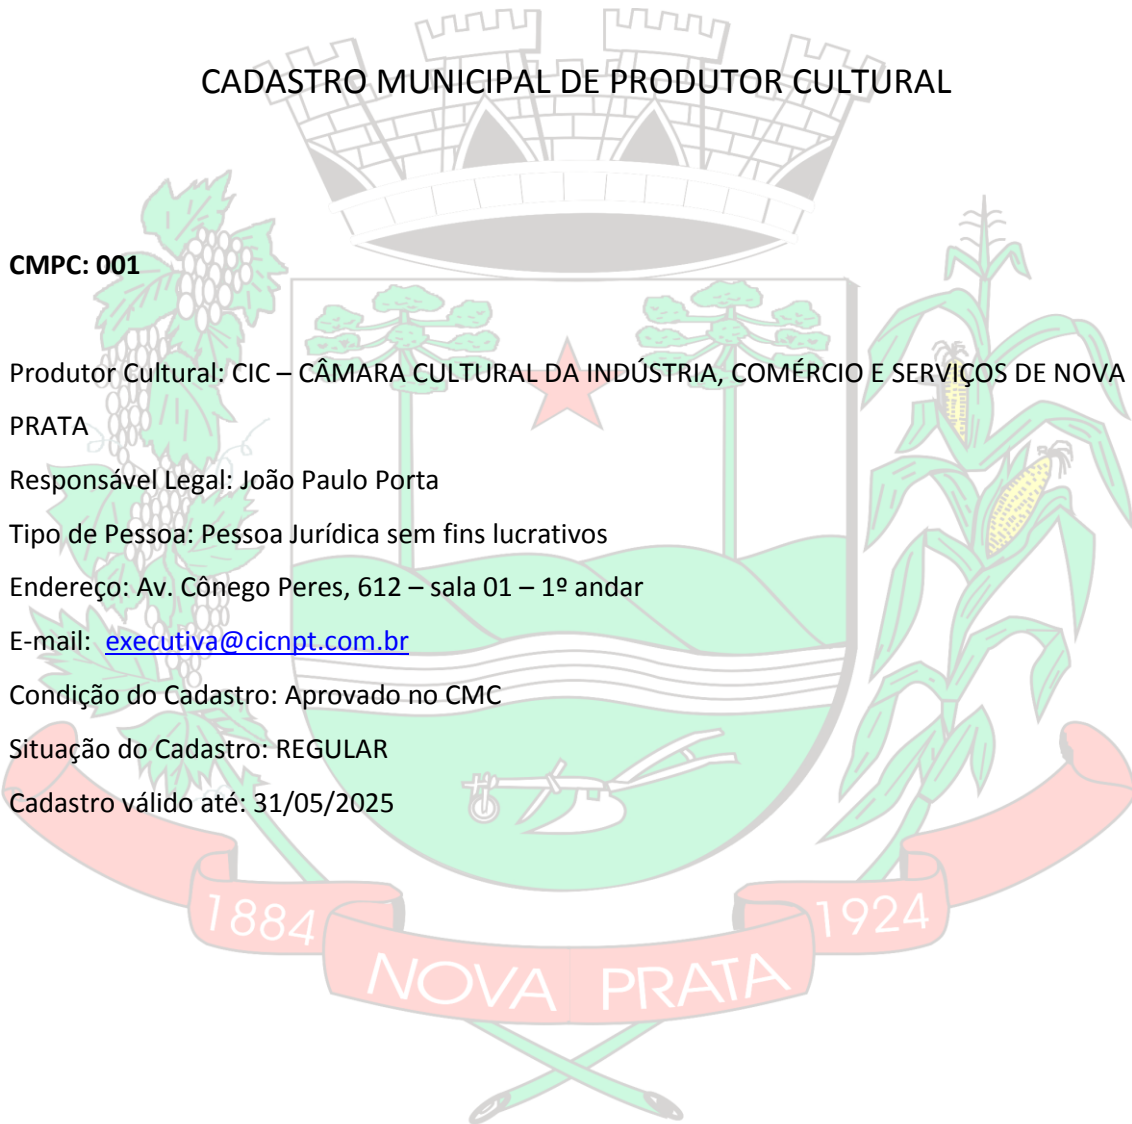 CADASTRO MUNICIPAL DE PRODUTOR CULTURAL
CMPC: 001
Produtor Cultural: CIC – CÂMARA CULTURAL DA INDÚSTRIA, COMÉRCIO E SERVIÇOS DE NOVA
PRATA
Responsável Legal: João Paulo Porta
Tipo de Pessoa: Pessoa Jurídica sem fins lucrativos
Endereço: Av. Cônego Peres, 612 – sala 01 – 1º andar
E-mail: executiva@cicnpt.com.br
Condição do Cadastro: Aprovado no CMC
Situação do Cadastro: REGULAR
Cadastro válido até: 31/05/2025
1884
NOVA PRATA
1924